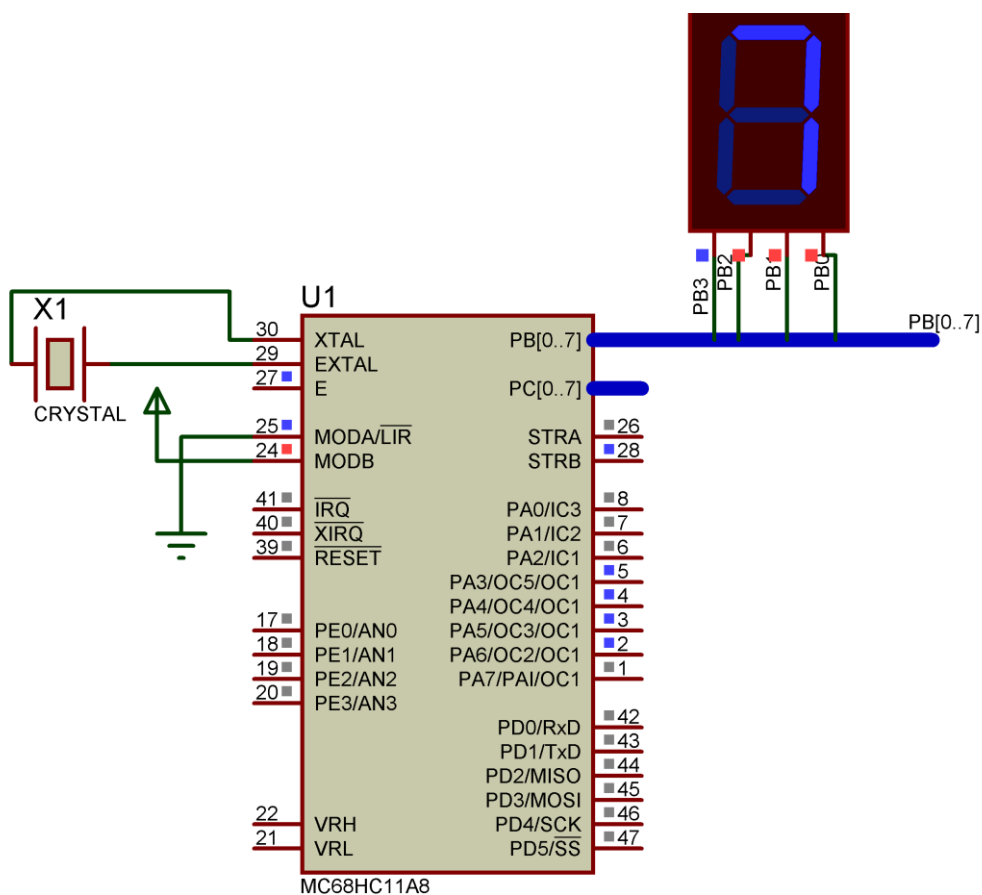 PB3
PB2
PB1
PB0
PB[0..7]
X1
CRYSTAL
U1
30 XTAL
29 EXTAL
27 E
25 MODA/LIR
24 MODB
41 IRQ
40 XIRQ
39 RESET
17 PE0/AN0
18 PE1/AN1
19 PE2/AN2
20 PE3/AN3
22 VRH
21 VRL
PB[0..7]
PC[0..7]
STRA 26
STRB 28
PA0/IC3 8
PA1/IC2 7
PA2/IC1 6
PA3/OC5/OC1 5
PA4/OC4/OC1 4
PA5/OC3/OC1 3
PA6/OC2/OC1 2
PA7/PAI/OC1 1
PD0/RxD 42
PD1/TxD 43
PD2/MISO 44
PD3/MOSI 45
PD4/SCK 46
PD5/SS 47
MC68HC11A8